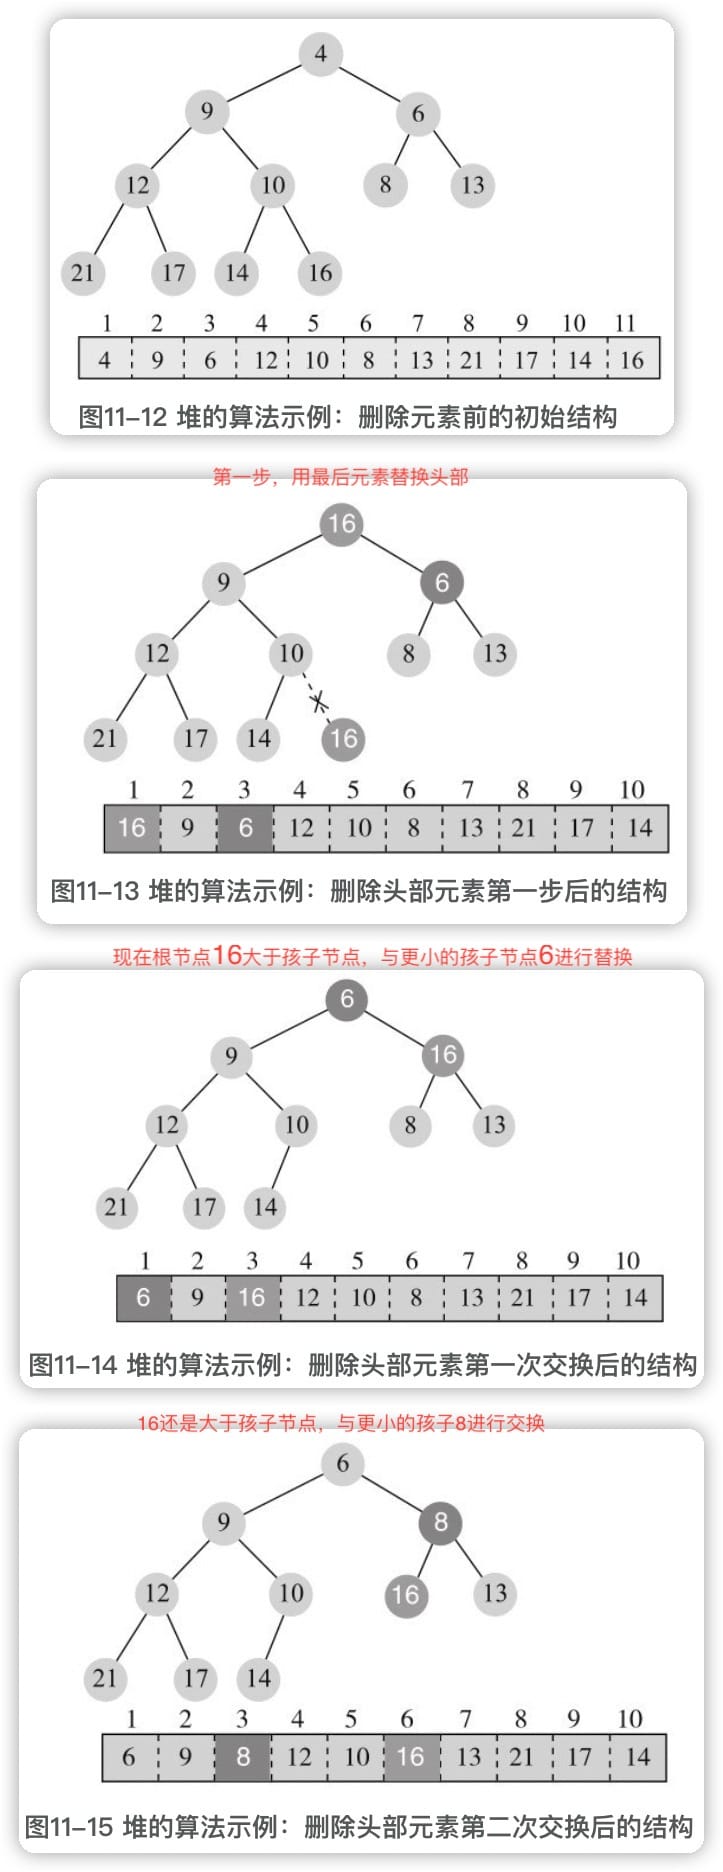 4
9 6
12 10 8 13
21 17 14 16
1 2 3 4 5 6 7 8 9 10 11
4 9 6 12 10 8 13 21 17 14 16
图11–12 堆的算法示例：删除元素前的初始结构
第一步，用最后元素替换头部
16
9 6
12 10 8 13
21 17 14 16
1 2 3 4 5 6 7 8 9 10
16 9 6 12 10 8 13 21 17 14
图11–13 堆的算法示例：删除头部元素第一步后的结构
现在根节点16大于孩子节点，与更小的孩子节点6进行替换
6
9 16
12 10 8 13
21 17 14
1 2 3 4 5 6 7 8 9 10
6 9 16 12 10 8 13 21 17 14
图11–14 堆的算法示例：删除头部元素第一次交换后的结构
16还是大于孩子节点，与更小的孩子8进行交换
6
9 8
12 10 16 13
21 17 14
1 2 3 4 5 6 7 8 9 10
6 9 8 12 10 16 13 21 17 14
图11–15 堆的算法示例：删除头部元素第二次交换后的结构